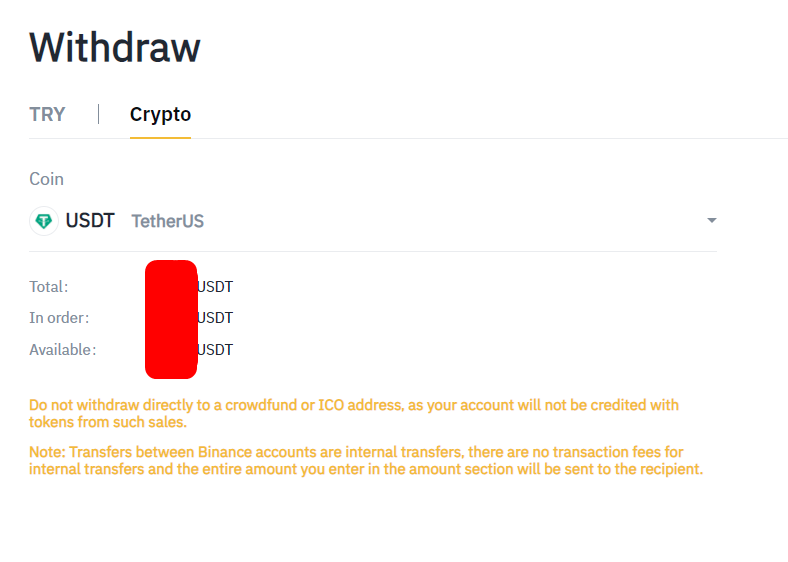 Withdraw
TRY | Crypto
Coin
USDT TetherUS
Total: USDT
In order: USDT
Available: USDT
Do not withdraw directly to a crowdfund or ICO address, as your account will not be credited with
tokens from such sales.
Note: Transfers between Binance accounts are internal transfers, there are no transaction fees for
internal transfers and the entire amount you enter in the amount section will be sent to the recipient.